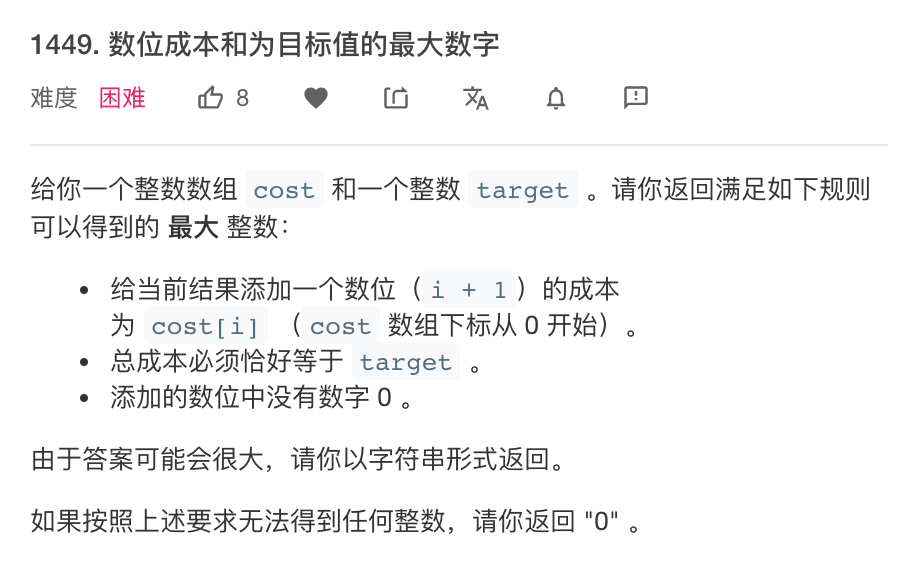 1449. 数位成本和为目标值的最大数字
难度 困难 8
给你一个整数数组 cost 和一个整数 target 。请你返回满足如下规则
可以得到的 最大 整数：
• 给当前结果添加一个数位（i + 1）的成本
为 cost[i] （cost 数组下标从 0 开始）。
• 总成本必须恰好等于 target 。
• 添加的数位中没有数字 0 。
由于答案可能会很大，请你以字符串形式返回。
如果按照上述要求无法得到任何整数，请你返回 "0" 。